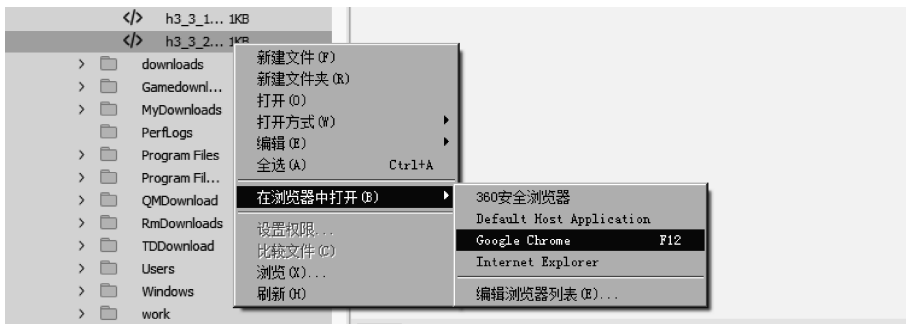 h3_3_1... 1KB
h3_3_2... 1KB
downloads
Gamedownl...
MyDownloads
PerfLogs
Program Files
Program Fil...
QMDownload
RmDownloads
TDDownload
Users
Windows
work
新建文件(F)
新建文件夹(R)
打开(O)
打开方式(W)
编辑(E)
全选(A) Ctrl+A
在浏览器中打开(B)
设置权限...
比较文件(C)
浏览(X)...
刷新(H)
360安全浏览器
Default Host Application
Google Chrome F12
Internet Explorer
编辑浏览器列表(E)...